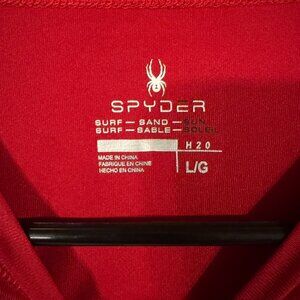 SPYDER
SURF – SAND – SUN
SURF – SABLE – SOLEIL
H20
MADE IN CHINA
FABRIQUÉ EN CHINE
HECHO EN CHINA
L/G